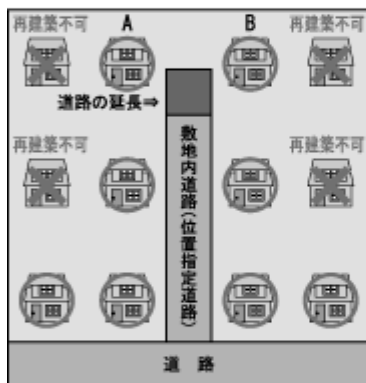 再建築不可
A
B
再建築不可
道路の延長⇒
再建築不可
再建築不可
敷地内道路(位置指定道路)
道 路